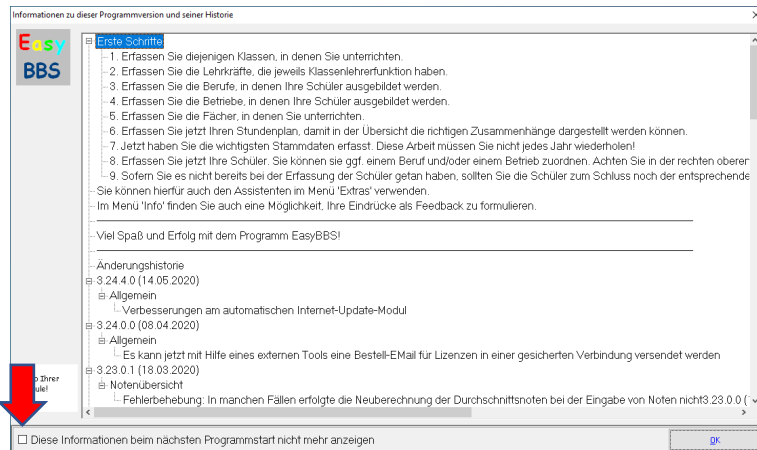 Informationen zu dieser Programmversion und seiner Historie
Easy
BBS
Erste Schritte
1. Erfassen Sie diejenigen Klassen, in denen Sie unterrichten.
2. Erfassen Sie die Lehrkräfte, die jeweils Klassenlehrerfunktion haben.
3. Erfassen Sie die Berufe, in denen Ihre Schüler ausgebildet werden.
4. Erfassen Sie die Betriebe, in denen Ihre Schüler ausgebildet werden.
5. Erfassen Sie die Fächer, in denen Sie unterrichten.
6. Erfassen Sie jetzt Ihren Stundenplan, damit in der Übersicht die richtigen Zusammenhänge dargestellt werden können.
7. Jetzt haben Sie die wichtigsten Stammdaten erfasst. Diese Arbeit müssen Sie nicht jedes Jahr wiederholen!
8. Erfassen Sie jetzt Ihre Schüler. Sie können sie ggf. einem Beruf und/oder einem Betrieb zuordnen. Achten Sie in der rechten oberen
9. Sofern Sie es nicht bereits bei der Erfassung der Schüler getan haben, sollten Sie die Schüler zum Schluss noch der entsprechende
Sie können hierfür auch den Assistenten im Menü 'Extras' verwenden.
Im Menü 'Info' finden Sie auch eine Möglichkeit, Ihre Eindrücke als Feedback zu formulieren.
Viel Spaß und Erfolg mit dem Programm EasyBBS!
Änderungshistorie
3.24.4.0 (14.05.2020)
Allgemein
Verbesserungen am automatischen Internet-Update-Modul
3.24.0.0 (08.04.2020)
Allgemein
Es kann jetzt mit Hilfe eines externen Tools eine Bestell-EMail für Lizenzen in einer gesicherten Verbindung versendet werden
3.23.0.1 (18.03.2020)
Notenübersicht
Fehlerbehebung: In manchen Fällen erfolgte die Neuberechnung der Durchschnittsnoten bei der Eingabe von Noten nicht3.23.0.0 (
Ihrer
Diese Informationen beim nächsten Programmstart nicht mehr anzeigen
OK